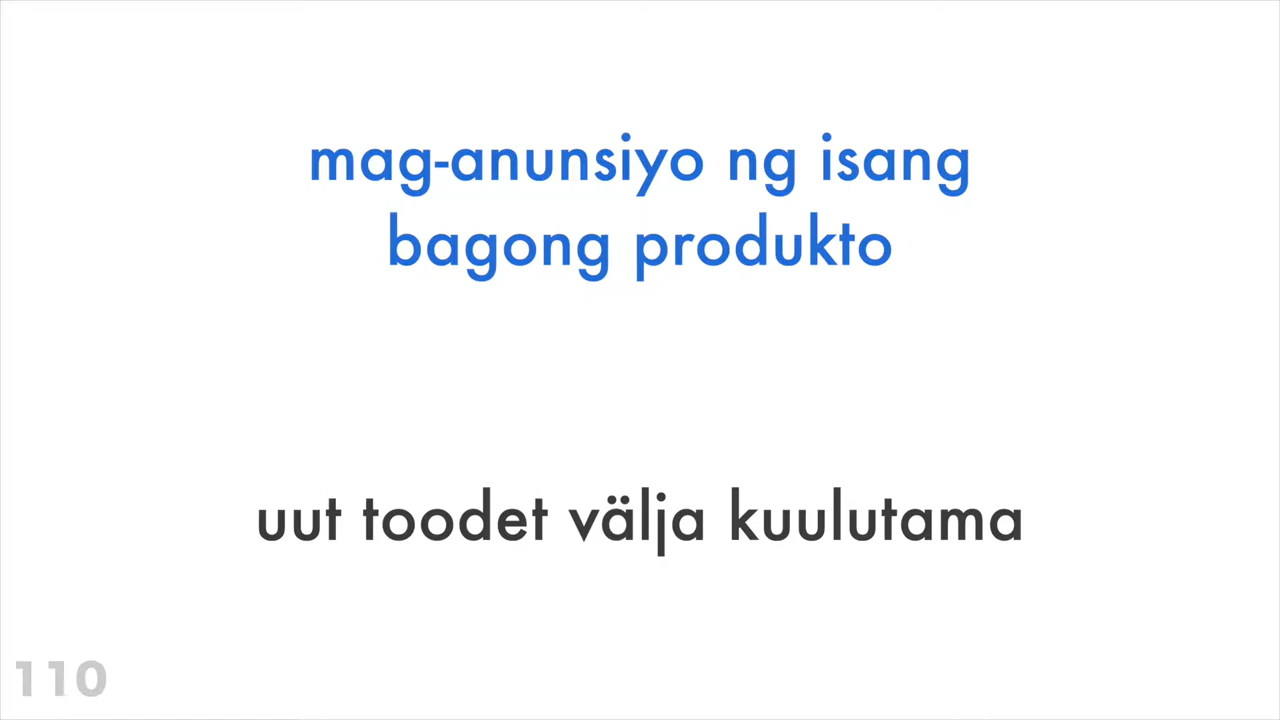 mag-anunsiyo ng isang
bagong produkto
uut toodet välja kuulutama
110